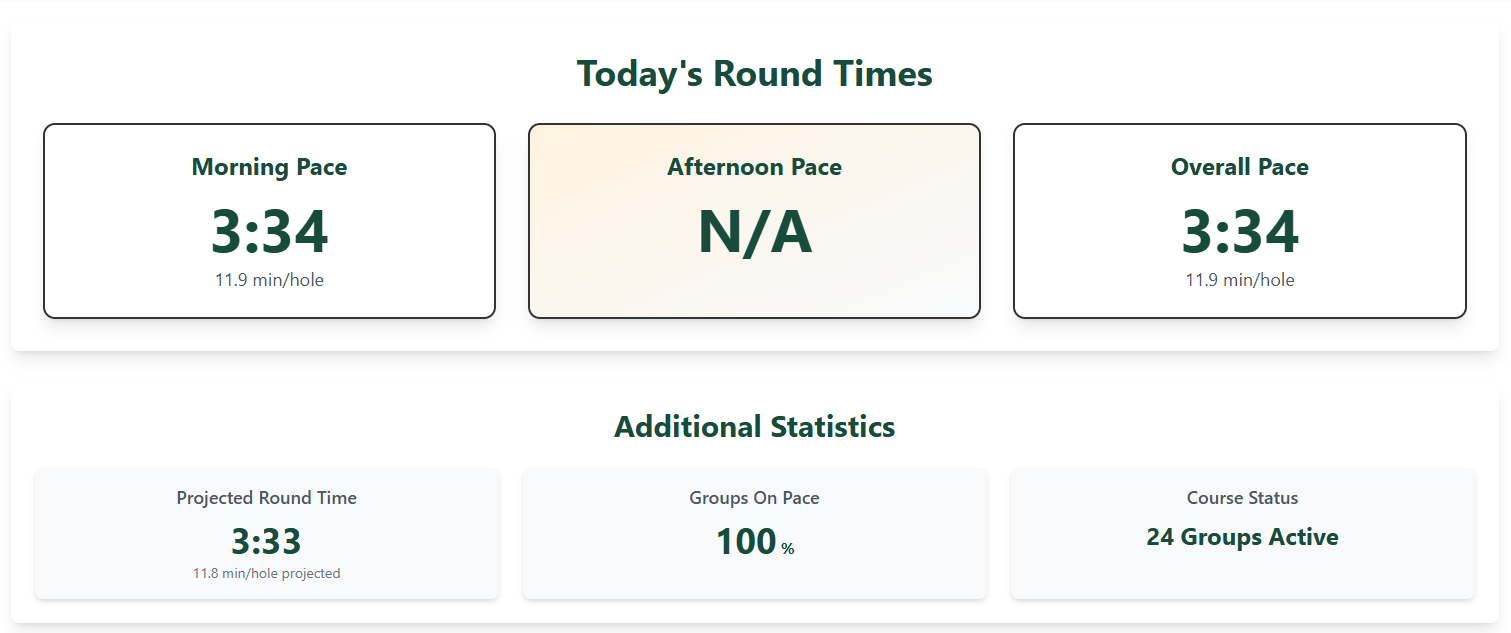 Today's Round Times
Morning Pace
3:34
11.9 min/hole
Afternoon Pace
N/A
Overall Pace
3:34
11.9 min/hole
Additional Statistics
Projected Round Time
3:33
11.8 min/hole projected
Groups On Pace
100 %
Course Status
24 Groups Active